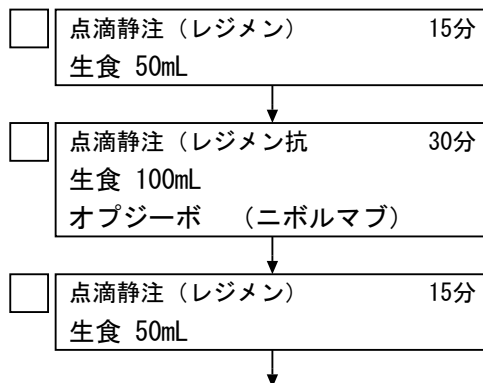 点滴静注（レジメン） 15分
生食 50mL
点滴静注（レジメン抗 30分
生食 100mL
オプジーボ （ニボルマブ）
点滴静注（レジメン） 15分
生食 50mL